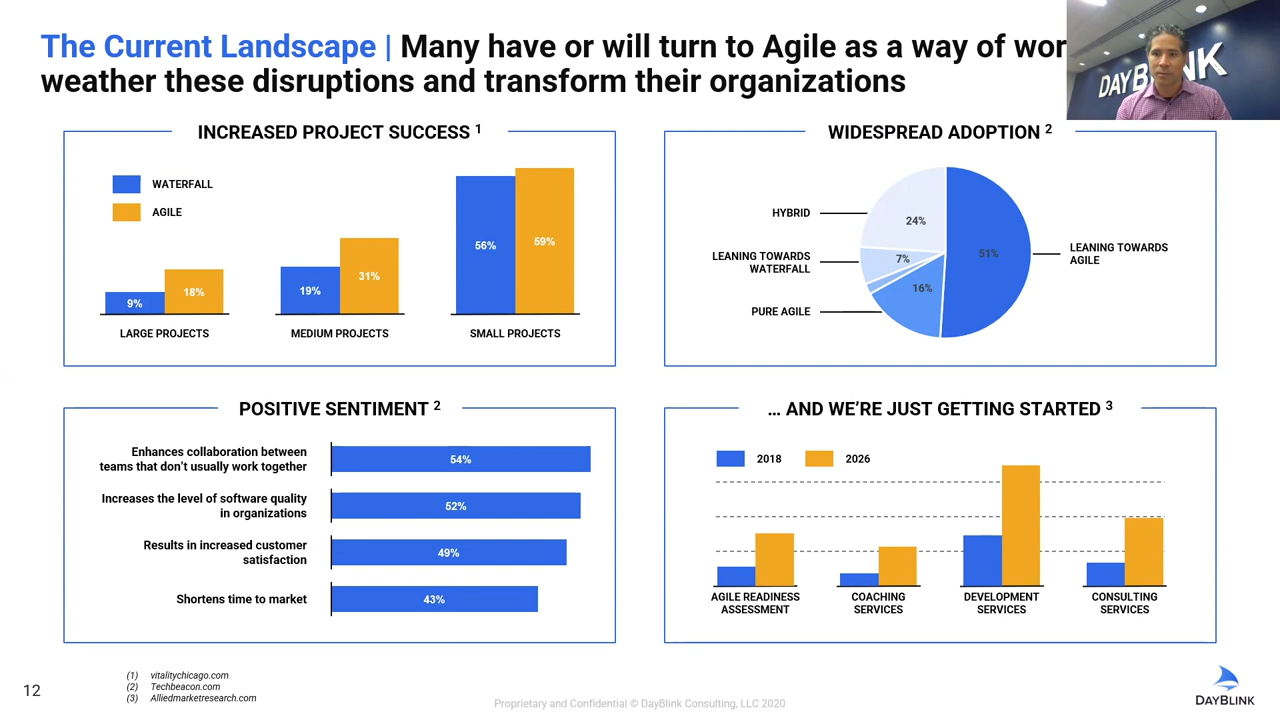 The Current Landscape | Many have or will turn to Agile as a way of wor
weather these disruptions and transform their organizations
DAYBLINK
INCREASED PROJECT SUCCESS 1
WATERFALL
AGILE
9%
18%
19%
31%
56%
59%
LARGE PROJECTS
MEDIUM PROJECTS
SMALL PROJECTS
WIDESPREAD ADOPTION 2
HYBRID
LEANING TOWARDS
WATERFALL
PURE AGILE
24%
7%
16%
51%
LEANING TOWARDS
AGILE
POSITIVE SENTIMENT 2
Enhances collaboration between
teams that don't usually work together
54%
Increases the level of software quality
in organizations
52%
Results in increased customer
satisfaction
49%
Shortens time to market
43%
... AND WE'RE JUST GETTING STARTED 3
2018
2026
AGILE READINESS
ASSESSMENT
COACHING
SERVICES
DEVELOPMENT
SERVICES
CONSULTING
SERVICES
12
(1) vitalitychicago.com
(2) Techbeacon.com
(3) Alliedmarketresearch.com
Proprietary and Confidential © DayBlink Consulting, LLC 2020
DAYBLINK